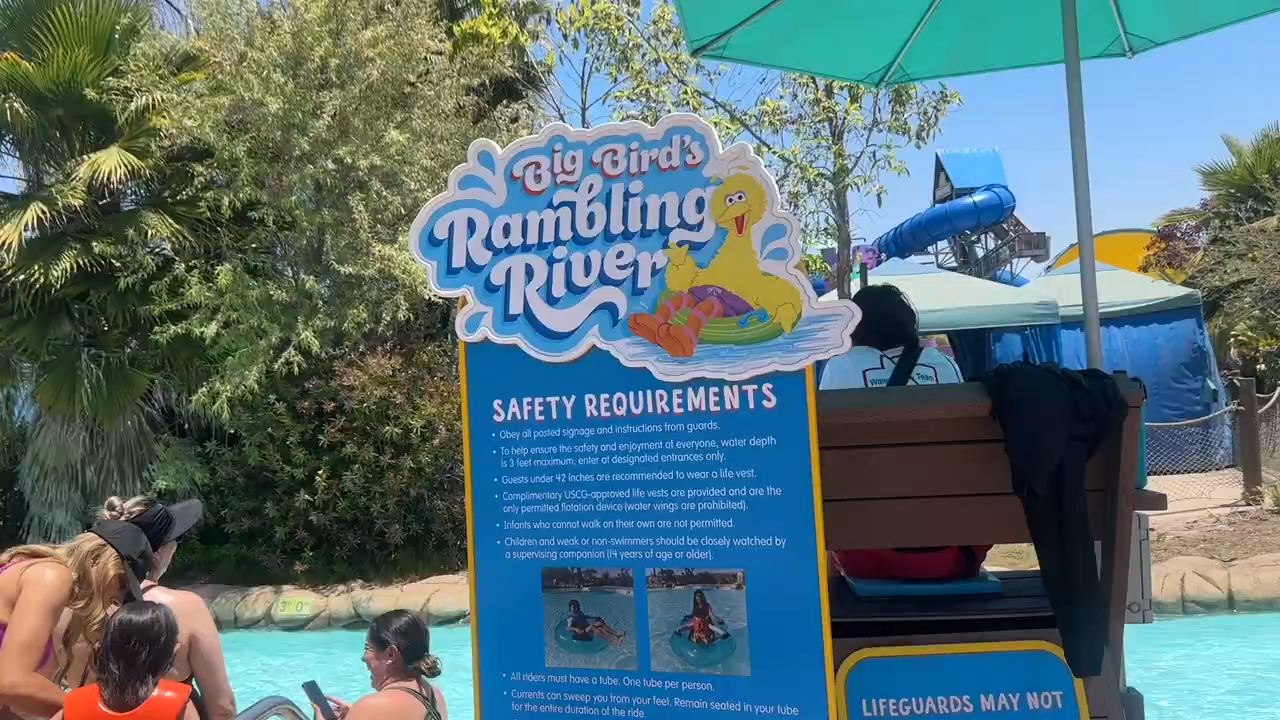 Big Bird's
Rambling
River
SAFETY REQUIREMENTS
• Obey all posted signage and instructions from guards.
• To help ensure the safety and enjoyment of everyone, water depth
is 3 feet maximum; enter at designated entrances only.
• Guests under 42 inches are recommended to wear a life vest.
• Complimentary USCG-approved life vests are provided and are the
only permitted flotation device (water wings are prohibited).
• Infants who cannot walk on their own are not permitted.
• Children and weak or non-swimmers should be closely watched by
a supervising companion (14 years of age or older).
• All riders must have a tube. One tube per person.
• Currents can sweep you from your feet. Remain seated in your tube
for the entire duration of the ride.
Team
3 0
LIFEGUARDS MAY NOT